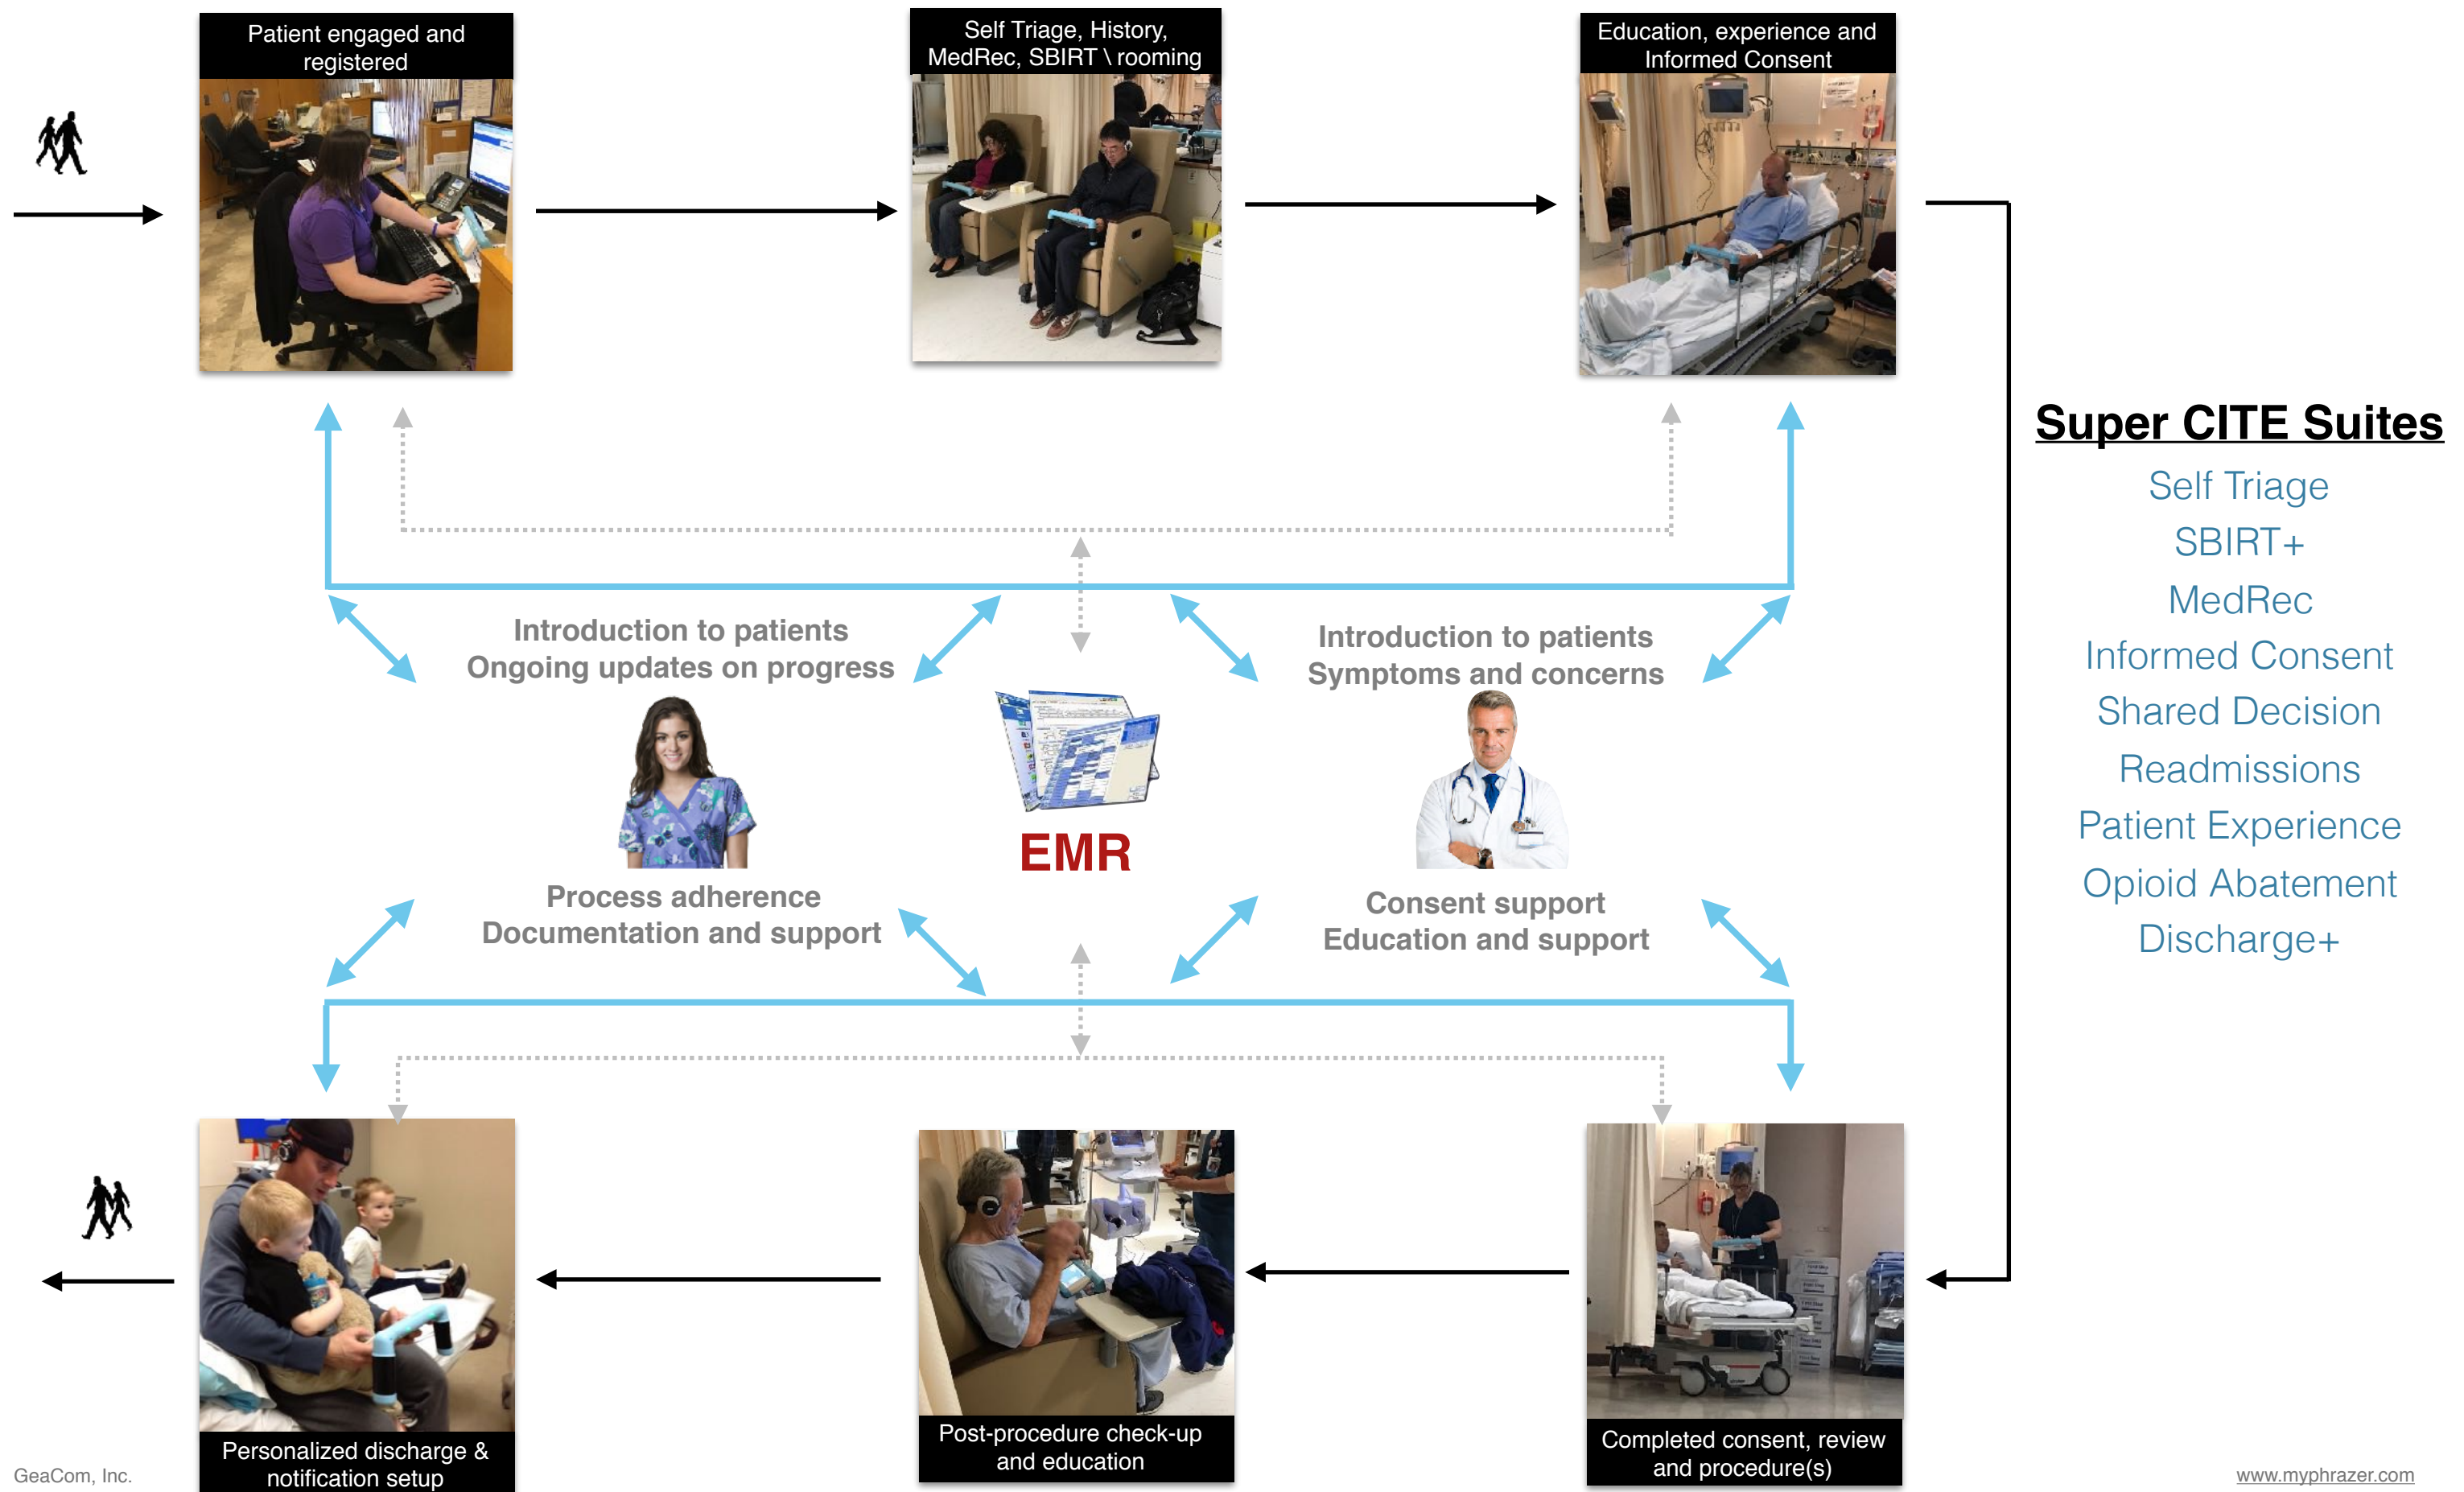 Patient engaged and
registered
Self Triage, History,
MedRec, SBIRT \ rooming
Education, experience and
Informed Consent
Super CITE Suites
Self Triage
SBIRT+
MedRec
Informed Consent
Shared Decision
Readmissions
Patient Experience
Opioid Abatement
Discharge+
Introduction to patients
Ongoing updates on progress
Introduction to patients
Symptoms and concerns
EMR
Process adherence
Documentation and support
Consent support
Education and support
Personalized discharge &
notification setup
Post-procedure check-up
and education
Completed consent, review
and procedure(s)
GeaCom, Inc.
www.myphrazer.com